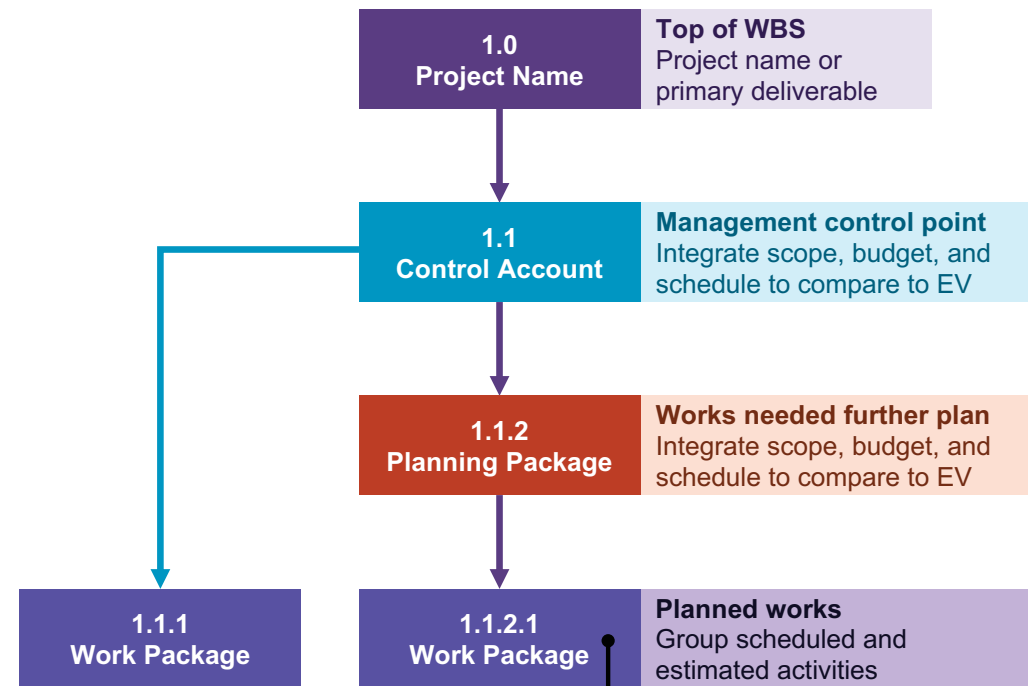 1.0
Project Name
Top of WBS
Project name or
primary deliverable
1.1
Control Account
Management control point
Integrate scope, budget, and
schedule to compare to EV
1.1.2
Planning Package
Works needed further plan
Integrate scope, budget, and
schedule to compare to EV
1.1.1
Work Package
1.1.2.1
Work Package
Planned works
Group scheduled and
estimated activities